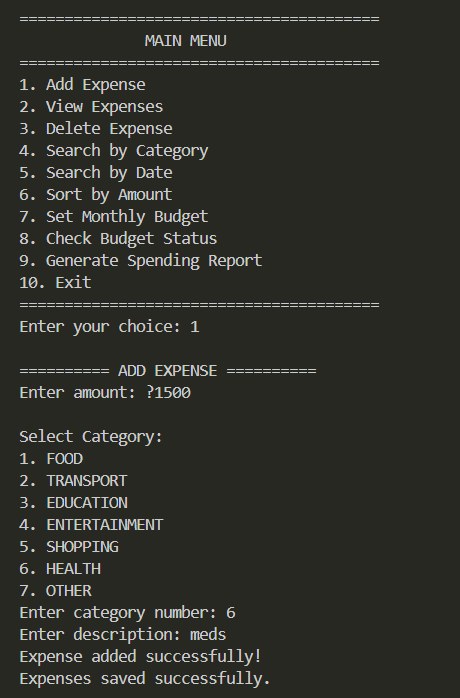 ========================================
MAIN MENU
========================================
1. Add Expense
2. View Expenses
3. Delete Expense
4. Search by Category
5. Search by Date
6. Sort by Amount
7. Set Monthly Budget
8. Check Budget Status
9. Generate Spending Report
10. Exit
========================================
Enter your choice: 1
========== ADD EXPENSE ==========
Enter amount: ?1500
Select Category:
1. FOOD
2. TRANSPORT
3. EDUCATION
4. ENTERTAINMENT
5. SHOPPING
6. HEALTH
7. OTHER
Enter category number: 6
Enter description: meds
Expense added successfully!
Expenses saved successfully.